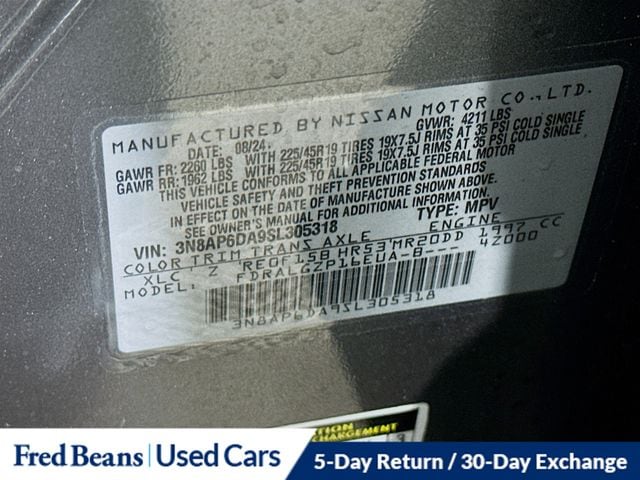 MANUFACTURED BY NISSAN MOTOR CO., LTD.
DATE: 08/24 GVWR: 4211 LBS
GAWR FR: 2260 LBS WITH 225/45R19 TIRES 19X7.5J RIMS AT 35 PSI COLD SINGLE
GAWR RR: 1962 LBS WITH 225/45R19 TIRES 19X7.5J RIMS AT 35 PSI COLD SINGLE
THIS VEHICLE CONFORMS TO ALL APPLICABLE FEDERAL MOTOR
VEHICLE SAFETY AND THEFT PREVENTION STANDARDS
IN EFFECT ON THE DATE OF MANUFACTURE SHOWN ABOVE.
SEE OWNER'S MANUAL FOR ADDITIONAL INFORMATION.
VIN: 3N8AP6DA9SL305318 TYPE: MPV
COLOR TRIM TRANS AXLE ENGINE
XLC Z RE0F15B HR53 MR20DD 1997 CC
MODEL: FDRALGZP16EUA-B--- 4Z000
3N8AP6DA9SL305318
Fred Beans | Used Cars
5-Day Return / 30-Day Exchange